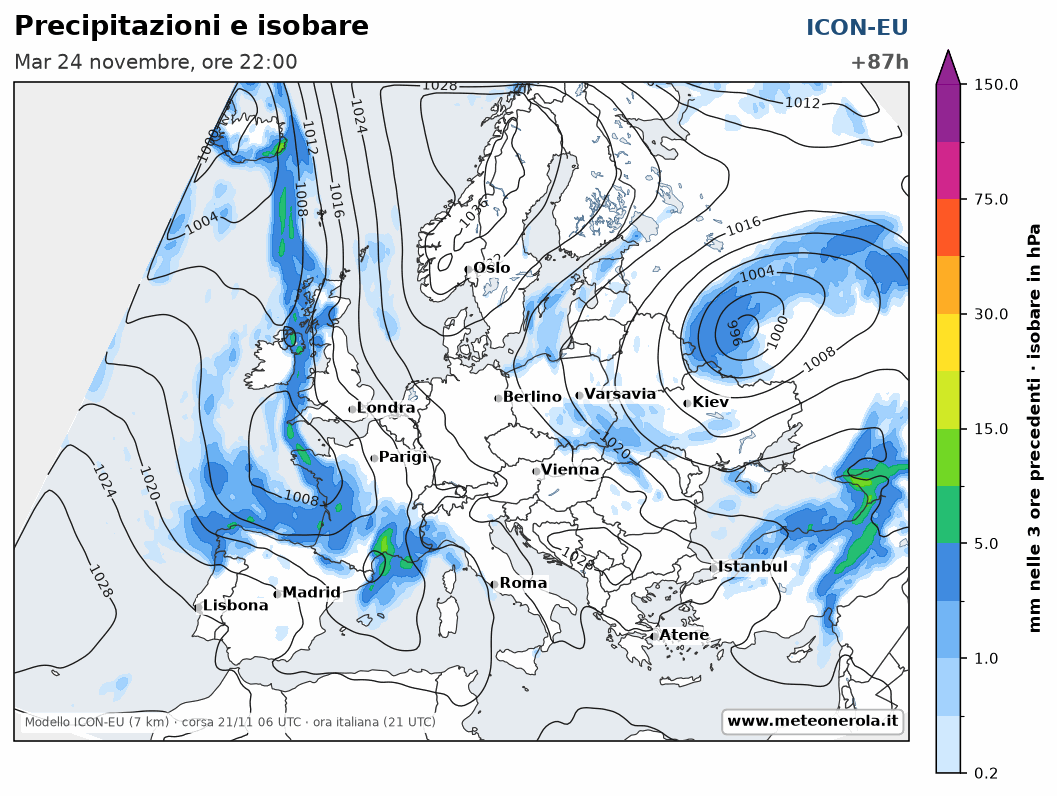 Precipitazioni e isobare
ICON-EU
Mar 24 novembre, ore 22:00
+87h
1028
1012
1024
1012
1000
1008
1016
1004
1016
1004
Oslo
996
1000
1008
Berlino
Varsavia
Kiev
Londra
1020
Parigi
Vienna
1024
1020
1008
1028
Istanbul
1028
Roma
Madrid
Lisbona
Atene
Modello ICON-EU (7 km) · corsa 21/11 06 UTC · ora italiana (21 UTC)
www.meteonerola.it
150.0
75.0
30.0
15.0
5.0
1.0
0.2
mm nelle 3 ore precedenti · isobare in hPa